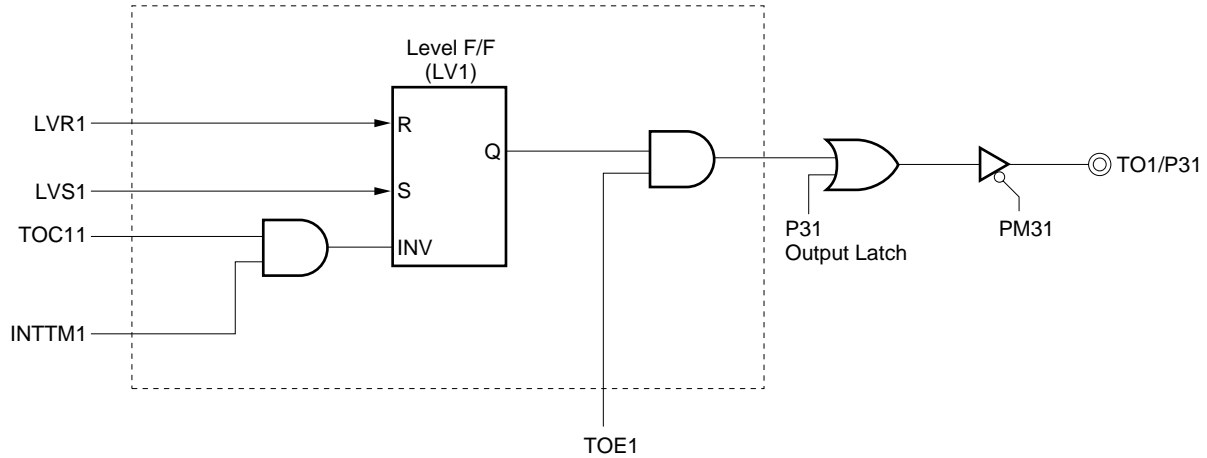 Level F/F
(LV1)
LVR1
R
Q
TO1/P31
LVS1
S
TOC11
P31
PM31
INV
Output Latch
INTTM1
TOE1